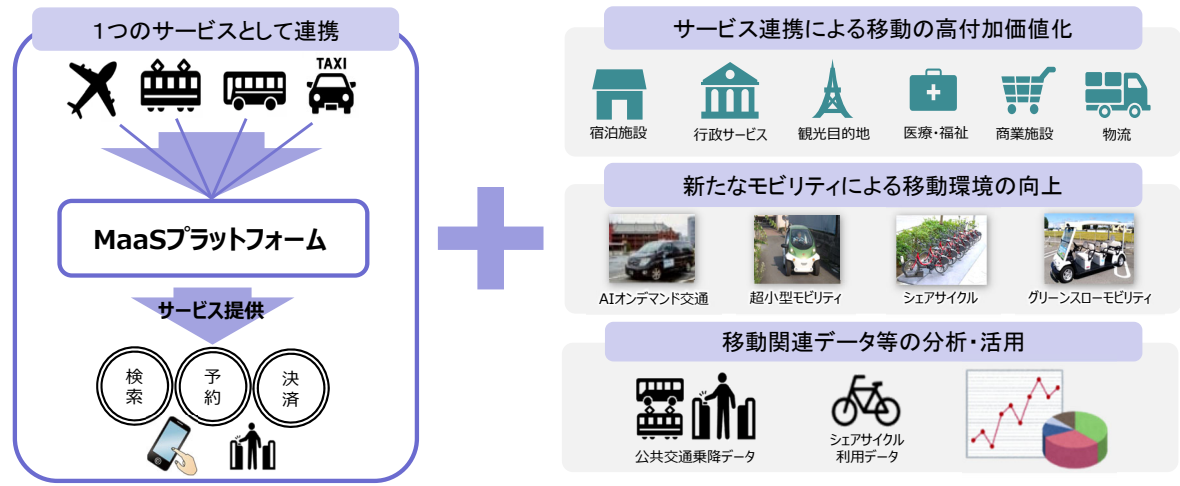 1つのサービスとして連携
TAXI
MaaSプラットフォーム
サービス提供
検索
予約
決済
サービス連携による移動の高付加価値化
宿泊施設
行政サービス
観光目的地
医療・福祉
商業施設
物流
新たなモビリティによる移動環境の向上
AIオンデマンド交通
超小型モビリティ
シェアサイクル
グリーンスローモビリティ
移動関連データ等の分析・活用
公共交通乗降データ
シェアサイクル
利用データ